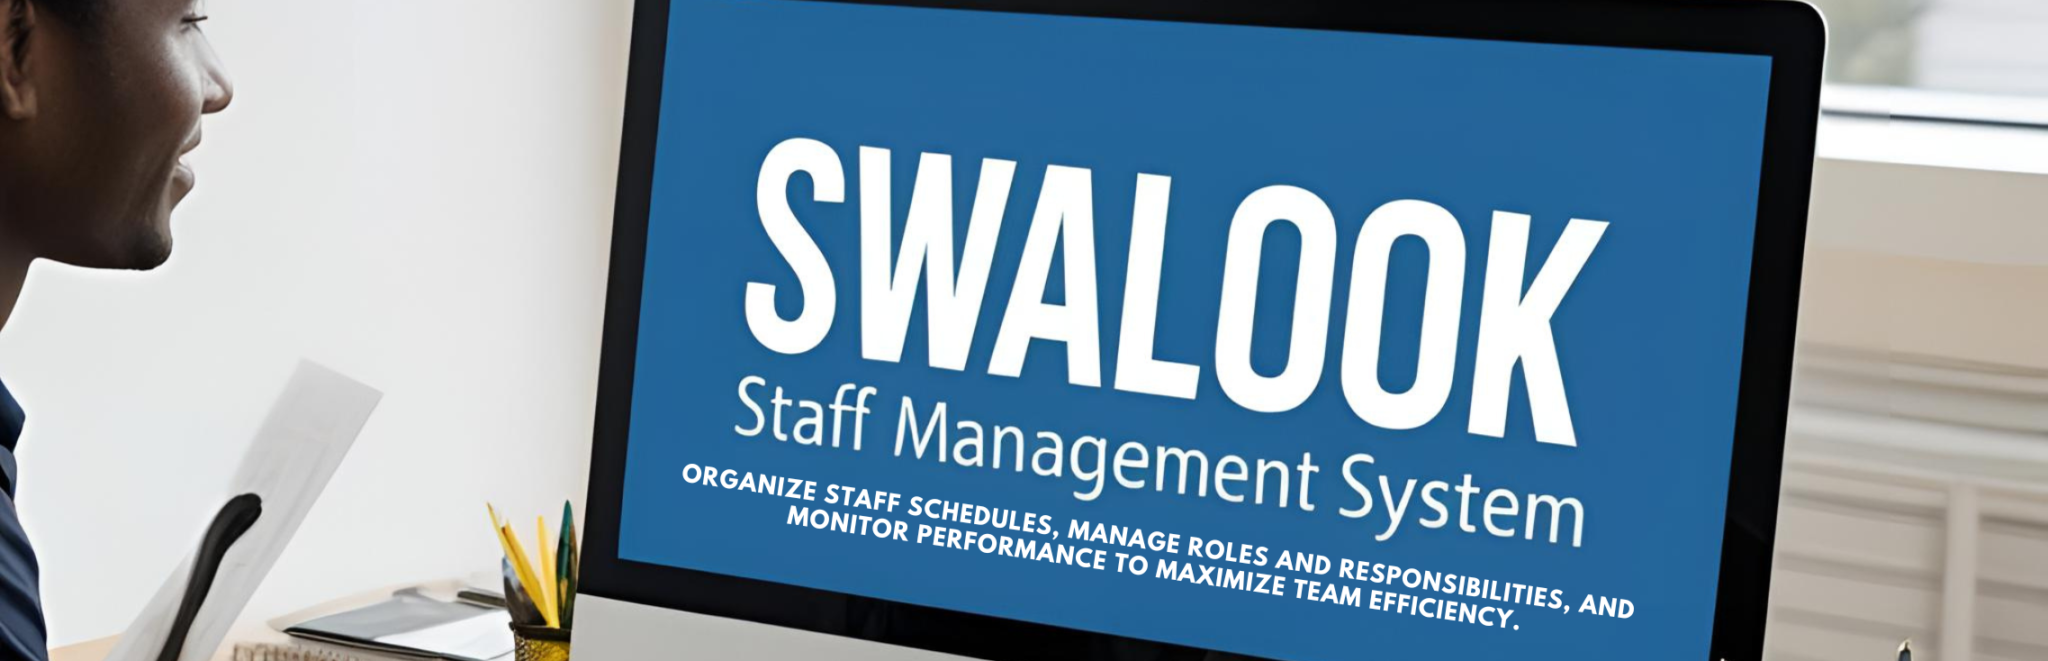 SWALOOK
Staff Management System
ORGANIZE STAFF SCHEDULES, MANAGE ROLES AND RESPONSIBILITIES, AND
MONITOR PERFORMANCE TO MAXIMIZE TEAM EFFICIENCY.